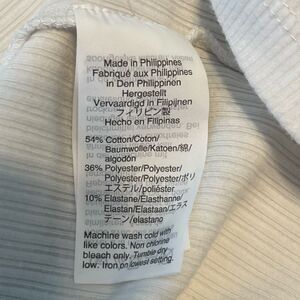 Made in Philippines
Fabriqué aux Philippines
in Den Philippinen
Hergestellt
Vervaardigd in Filipijnen
フィリピン製
Hecho en Filipinas
54% Cotton/Coton/
Baumwolle/Katoen/綿/
algodón
36% Polyester/Polyester/
Polyester/Polyester/ポリ
エステル/poliéster
10% Elastane/Élasthanne/
Elastan/Elastaan/エラス
テーン/elastano
Machine wash cold with
like colors. Non chlorine
bleach only. Tumble dry
low. Iron on lowest setting.